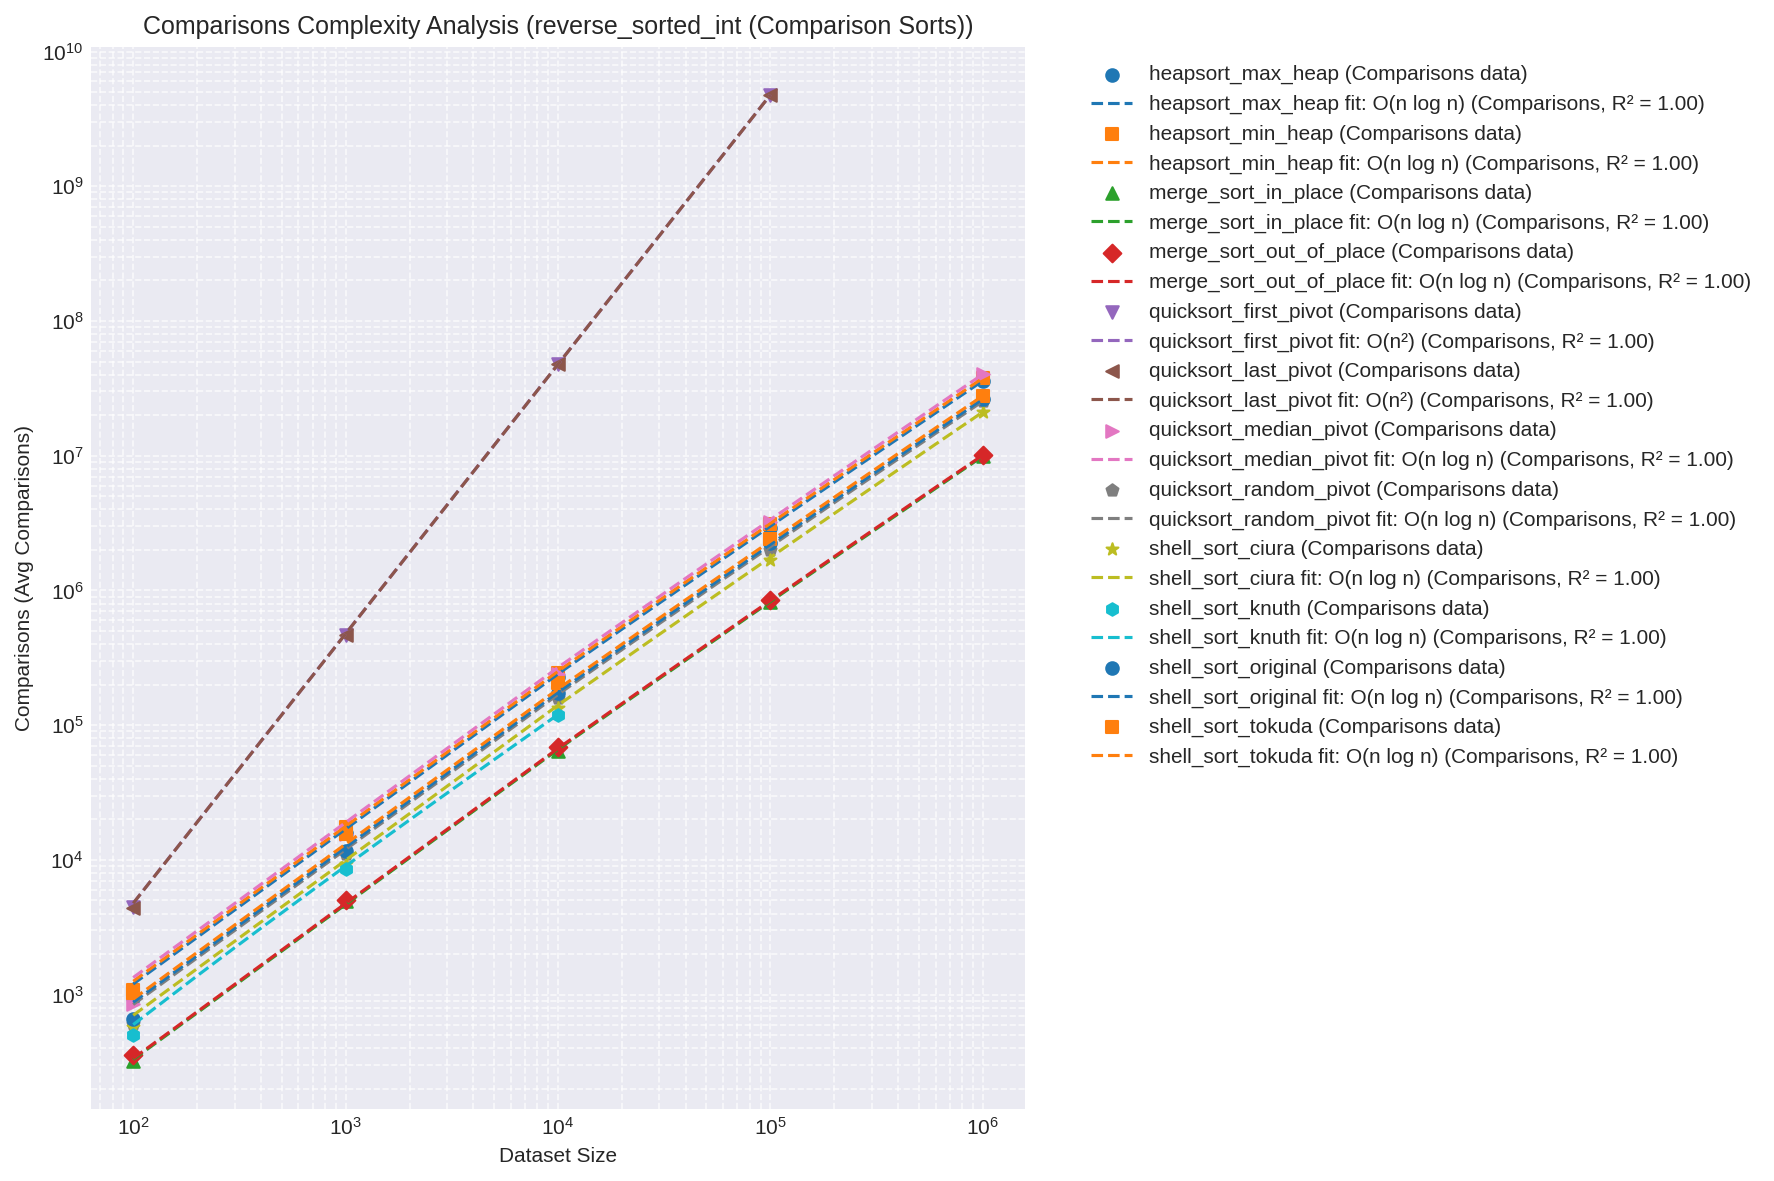 Comparisons Complexity Analysis (reverse_sorted_int (Comparison Sorts))
Comparisons (Avg Comparisons)
10¹⁰
10⁹
10⁸
10⁷
10⁶
10⁵
10⁴
10³
10² 10³ 10⁴ 10⁵ 10⁶
Dataset Size
heapsort_max_heap (Comparisons data)
heapsort_max_heap fit: O(n log n) (Comparisons, R² = 1.00)
heapsort_min_heap (Comparisons data)
heapsort_min_heap fit: O(n log n) (Comparisons, R² = 1.00)
merge_sort_in_place (Comparisons data)
merge_sort_in_place fit: O(n log n) (Comparisons, R² = 1.00)
merge_sort_out_of_place (Comparisons data)
merge_sort_out_of_place fit: O(n log n) (Comparisons, R² = 1.00)
quicksort_first_pivot (Comparisons data)
quicksort_first_pivot fit: O(n²) (Comparisons, R² = 1.00)
quicksort_last_pivot (Comparisons data)
quicksort_last_pivot fit: O(n²) (Comparisons, R² = 1.00)
quicksort_median_pivot (Comparisons data)
quicksort_median_pivot fit: O(n log n) (Comparisons, R² = 1.00)
quicksort_random_pivot (Comparisons data)
quicksort_random_pivot fit: O(n log n) (Comparisons, R² = 1.00)
shell_sort_ciura (Comparisons data)
shell_sort_ciura fit: O(n log n) (Comparisons, R² = 1.00)
shell_sort_knuth (Comparisons data)
shell_sort_knuth fit: O(n log n) (Comparisons, R² = 1.00)
shell_sort_original (Comparisons data)
shell_sort_original fit: O(n log n) (Comparisons, R² = 1.00)
shell_sort_tokuda (Comparisons data)
shell_sort_tokuda fit: O(n log n) (Comparisons, R² = 1.00)